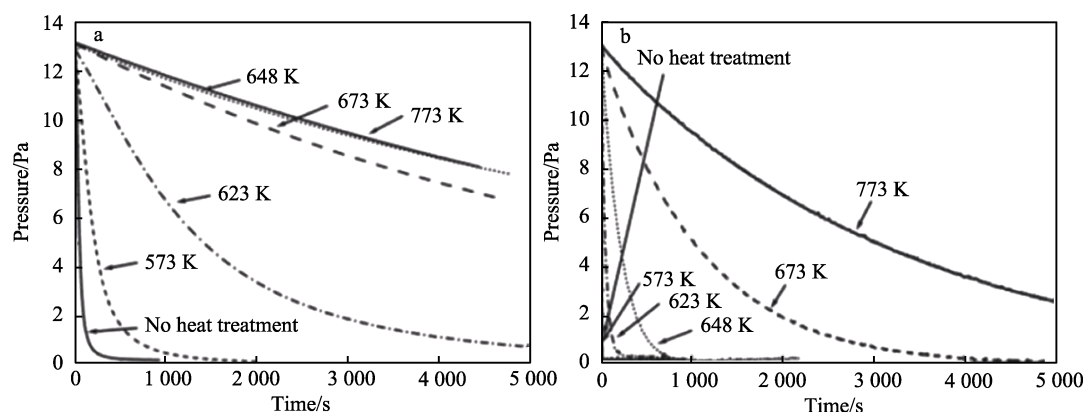 14
12
10
8
6
4
2
0
Pressure/Pa
a
648 K
673 K
773 K
623 K
573 K
No heat treatment
0
1 000
2 000
3 000
4 000
5 000
Time/s
14
12
10
8
6
4
2
0
Pressure/Pa
b
No heat treatment
773 K
573 K
623 K
673 K
648 K
0
1 000
2 000
3 000
4 000
5 000
Time/s